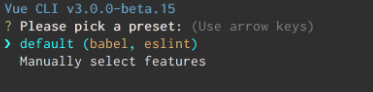 Vue CLI v3.0.0-beta.15
? Please pick a preset: (Use arrow keys)
❯ default (babel, eslint)
Manually select features